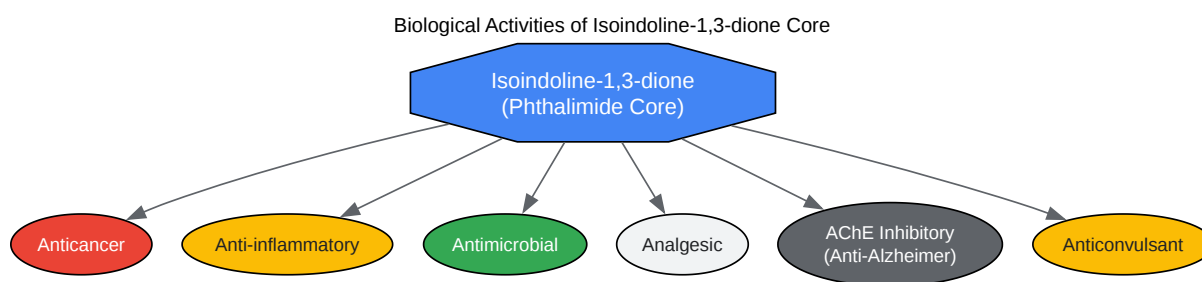 Biological Activities of Isoindoline-1,3-dione Core
Isoindoline-1,3-dione
(Phthalimide Core)
Anticancer
Anti-inflammatory
Antimicrobial
Analgesic
AChE Inhibitory
(Anti-Alzheimer)
Anticonvulsant